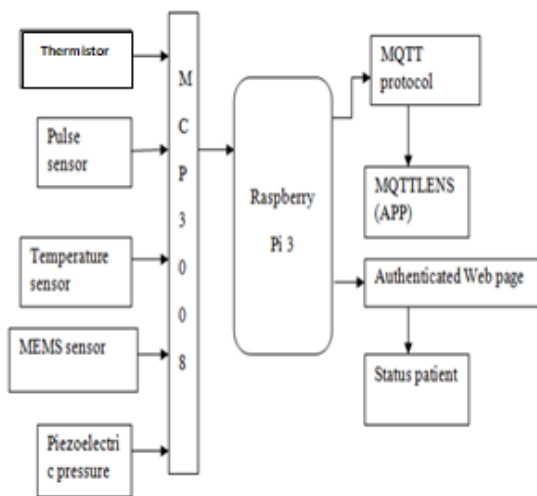 Thermistor
Pulse
sensor
Temperature
sensor
MEMS sensor
Piezoelectri
c pressure
M
C
P
3
0
0
8
Raspberry
Pi 3
MQTT
protocol
MQTTLENS
(APP)
Authenticated Web page
Status patient